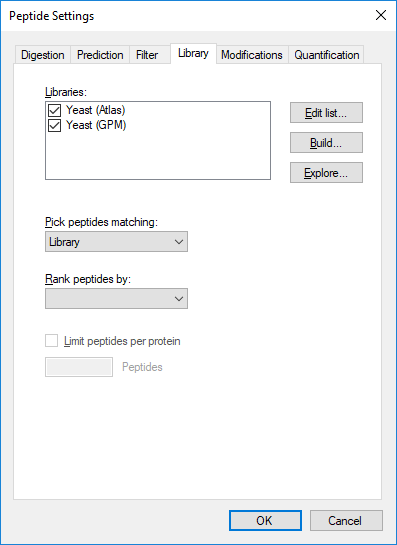 Peptide Settings
Digestion Prediction Filter Library Modifications Quantification
Libraries:
Yeast (Atlas)
Yeast (GPM)
Edit list...
Build...
Explore...
Pick peptides matching:
Library
Rank peptides by:
Limit peptides per protein
Peptides
OK Cancel